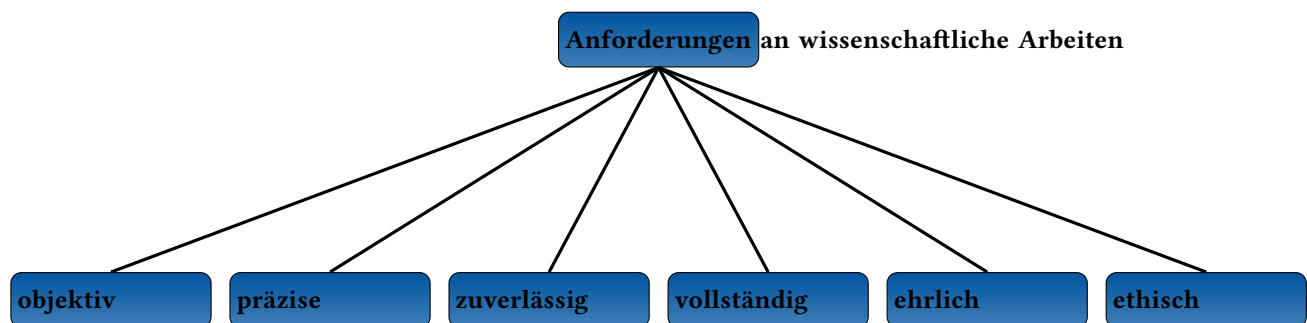 Anforderungen an wissenschaftliche Arbeiten
objektiv
präzise
zuverlässig
vollständig
ehrlich
ethisch